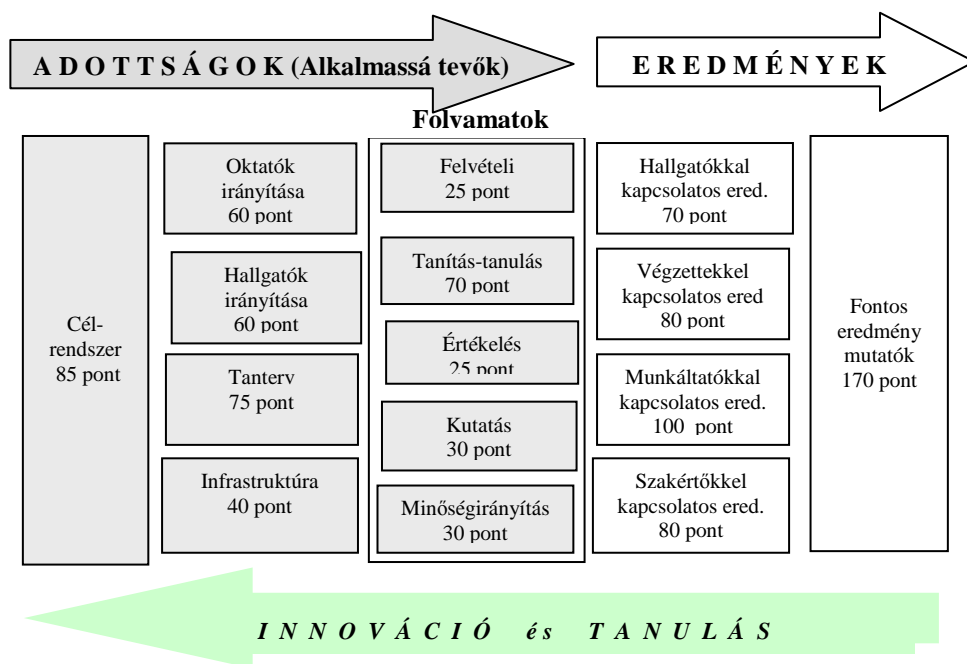 A D O T T S Á G O K (Alkalmassá tevők)
E R E D M É N Y E K
Folyamatok
Cél-
rendszer
85 pont
Oktatók
irányítása
60 pont
Hallgatók
irányítása
60 pont
Tanterv
75 pont
Infrastruktúra
40 pont
Felvételi
25 pont
Tanítás-tanulás
70 pont
Értékelés
25 pont
Kutatás
30 pont
Minőségirányítás
30 pont
Hallgatókkal
kapcsolatos ered.
70 pont
Végzettekkel
kapcsolatos ered
80 pont
Munkáltatókkal
kapcsolatos ered.
100 pont
Szakértőkkel
kapcsolatos ered.
80 pont
Fontos
eredmény
mutatók
170 pont
I N N O V Á C I Ó és T A N U L Á S